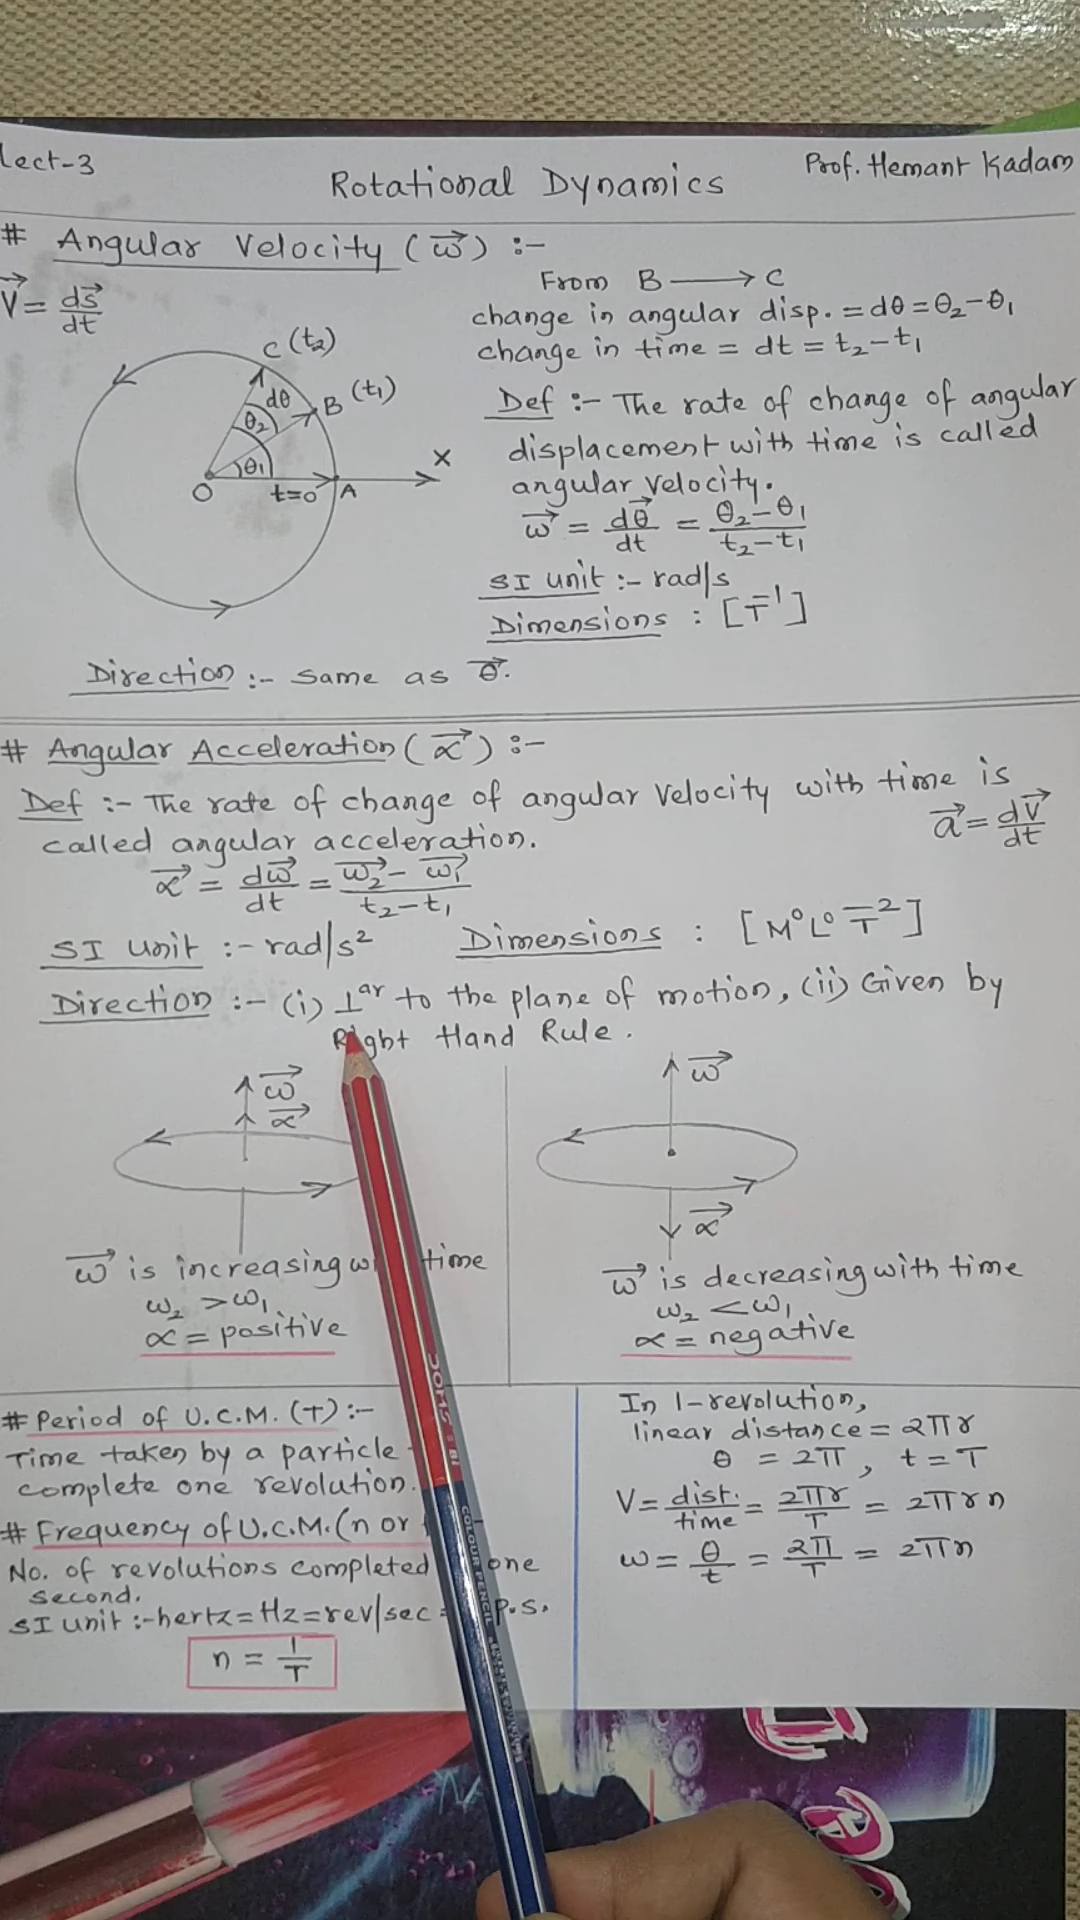 Lect-3
Rotational Dynamics
Prof. Hemant Kadam
# Angular Velocity (ω⃗) :-
V⃗ = ds⃗/dt
C (t₂)
B (t₁)
dθ
θ₂
θ₁
O
t=0
A
X
From B ⟶ C
change in angular disp. = dθ = θ₂-θ₁
change in time = dt = t₂-t₁
Def :- The rate of change of angular
displacement with time is called
angular velocity.
ω⃗ = dθ⃗/dt = θ₂-θ₁/t₂-t₁
SI unit :- rad/s
Dimensions : [T⁻¹]
Direction :- same as θ⃗.
# Angular Acceleration (α⃗) :-
Def :- The rate of change of angular velocity with time is
called angular acceleration.
a⃗ = dV⃗/dt
α⃗ = dω⃗/dt = ω⃗₂-ω⃗₁/t₂-t₁
SI unit :- rad/s² Dimensions : [M⁰L⁰T⁻²]
Direction :- (i) ⊥ᵃʳ to the plane of motion, (ii) Given by
Right Hand Rule.
ω⃗
α⃗
ω⃗ is increasing time
ω₂ > ω₁
α = positive
ω⃗
α⃗
ω⃗ is decreasing with time
ω₂ < ω₁
α = negative
# Period of U.C.M. (T) :-
Time taken by a particle
complete one revolution.
# Frequency of U.C.M. (n or
No. of revolutions completed one
second.
SI unit :- hertz = Hz = rev/sec = p.s.
n = 1/T
In 1-revolution,
linear distance = 2πr
θ = 2π, t = T
V = dist./time = 2πr/T = 2πrn
ω = θ/t = 2π/T = 2πn
DOMS
COLOUR PENCIL